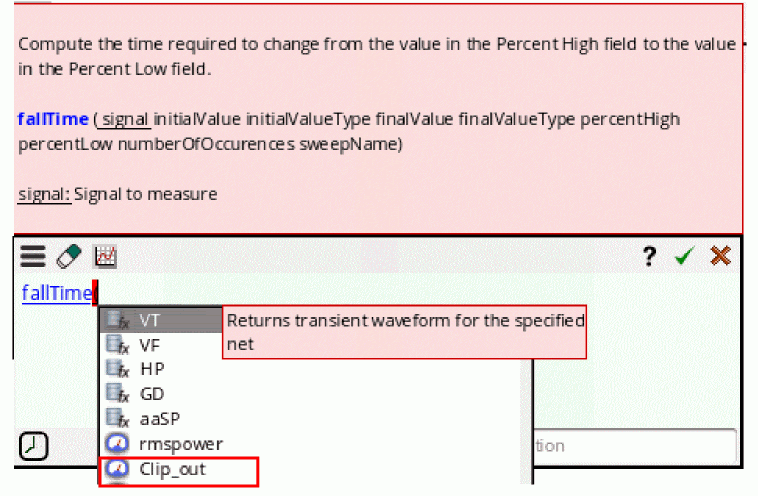 Compute the time required to change from the value in the Percent High field to the value
in the Percent Low field.
fallTime ( signal initialValue initialValueType finalValue finalValueType percentHigh
percentLow numberOfOccurences sweepName)
signal: Signal to measure
?
fallTime(
VT
Returns transient waveform for the specified
net
VF
HP
GD
aaSP
rmspower
tion
Clip_out